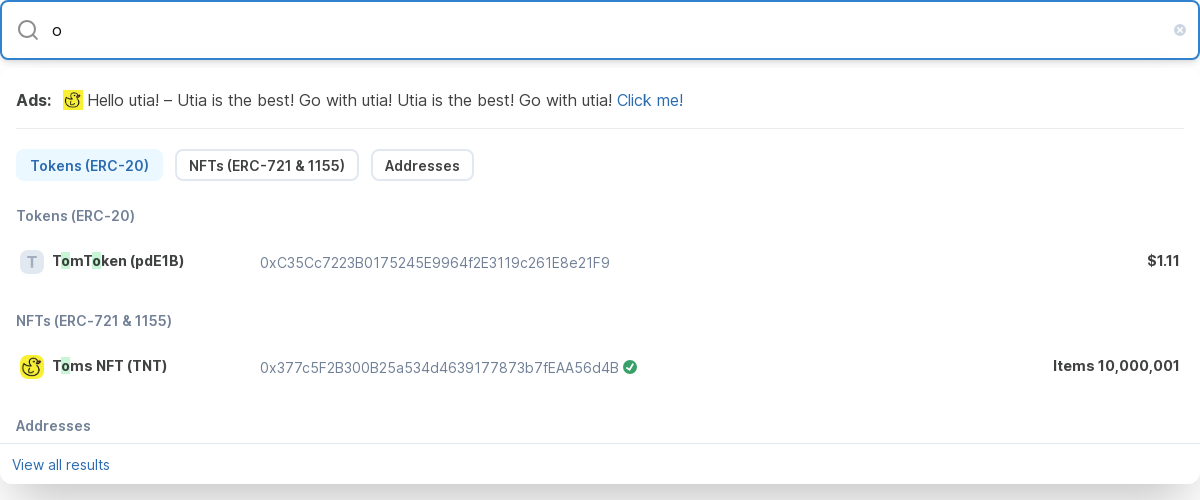 o
Ads: Hello utia! – Utia is the best! Go with utia! Utia is the best! Go with utia! Click me!
Tokens (ERC-20) NFTs (ERC-721 & 1155) Addresses
Tokens (ERC-20)
T TomToken (pdE1B) 0xC35Cc7223B0175245E9964f2E3119c261E8e21F9 $1.11
NFTs (ERC-721 & 1155)
Toms NFT (TNT) 0x377c5F2B300B25a534d4639177873b7fEAA56d4B Items 10,000,001
Addresses
View all results